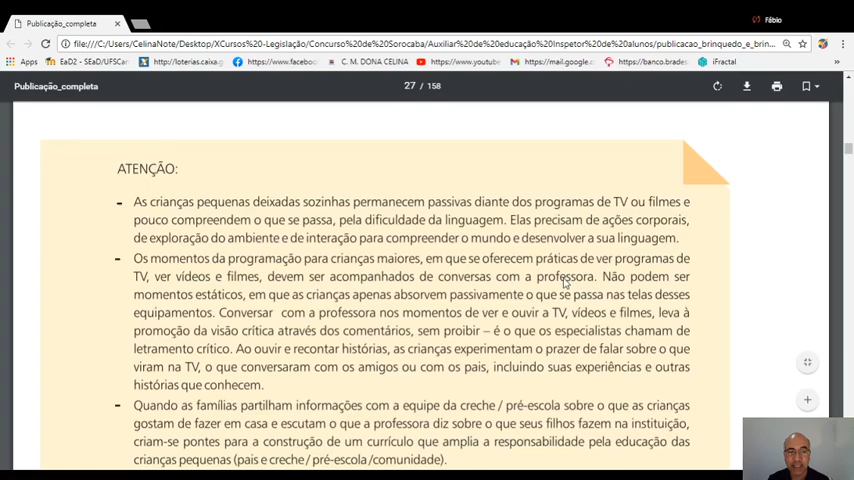 Publicação_completa
Fábio
file:///C:/Users/CelinaNote/Desktop/XCursos%20-Legislação/Concurso%20de%20Sorocaba/Auxiliar%20de%20educação%20Inspetor%20de%20alunos/publicacao_brinquedo_e_brin...
Apps EaD2 - SEaD/UFSCar http://loterias.caixa.g https://www.facebo C. M. DONA CELINA https://www.youtube https://mail.google.c https://banco.brades iFractal
Publicação_completa 27 / 158
ATENÇÃO:
- As crianças pequenas deixadas sozinhas permanecem passivas diante dos programas de TV ou filmes e
pouco compreendem o que se passa, pela dificuldade da linguagem. Elas precisam de ações corporais,
de exploração do ambiente e de interação para compreender o mundo e desenvolver a sua linguagem.
- Os momentos da programação para crianças maiores, em que se oferecem práticas de ver programas de
TV, ver vídeos e filmes, devem ser acompanhados de conversas com a professora. Não podem ser
momentos estáticos, em que as crianças apenas absorvem passivamente o que se passa nas telas desses
equipamentos. Conversar com a professora nos momentos de ver e ouvir a TV, vídeos e filmes, leva à
promoção da visão crítica através dos comentários, sem proibir – é o que os especialistas chamam de
letramento crítico. Ao ouvir e recontar histórias, as crianças experimentam o prazer de falar sobre o que
viram na TV, o que conversaram com os amigos ou com os pais, incluindo suas experiências e outras
histórias que conhecem.
- Quando as famílias partilham informações com a equipe da creche / pré-escola sobre o que as crianças
gostam de fazer em casa e escutam o que a professora diz sobre o que seus filhos fazem na instituição,
criam-se pontes para a construção de um currículo que amplia a responsabilidade pela educação das
crianças pequenas (pais e creche / pré-escola /comunidade).